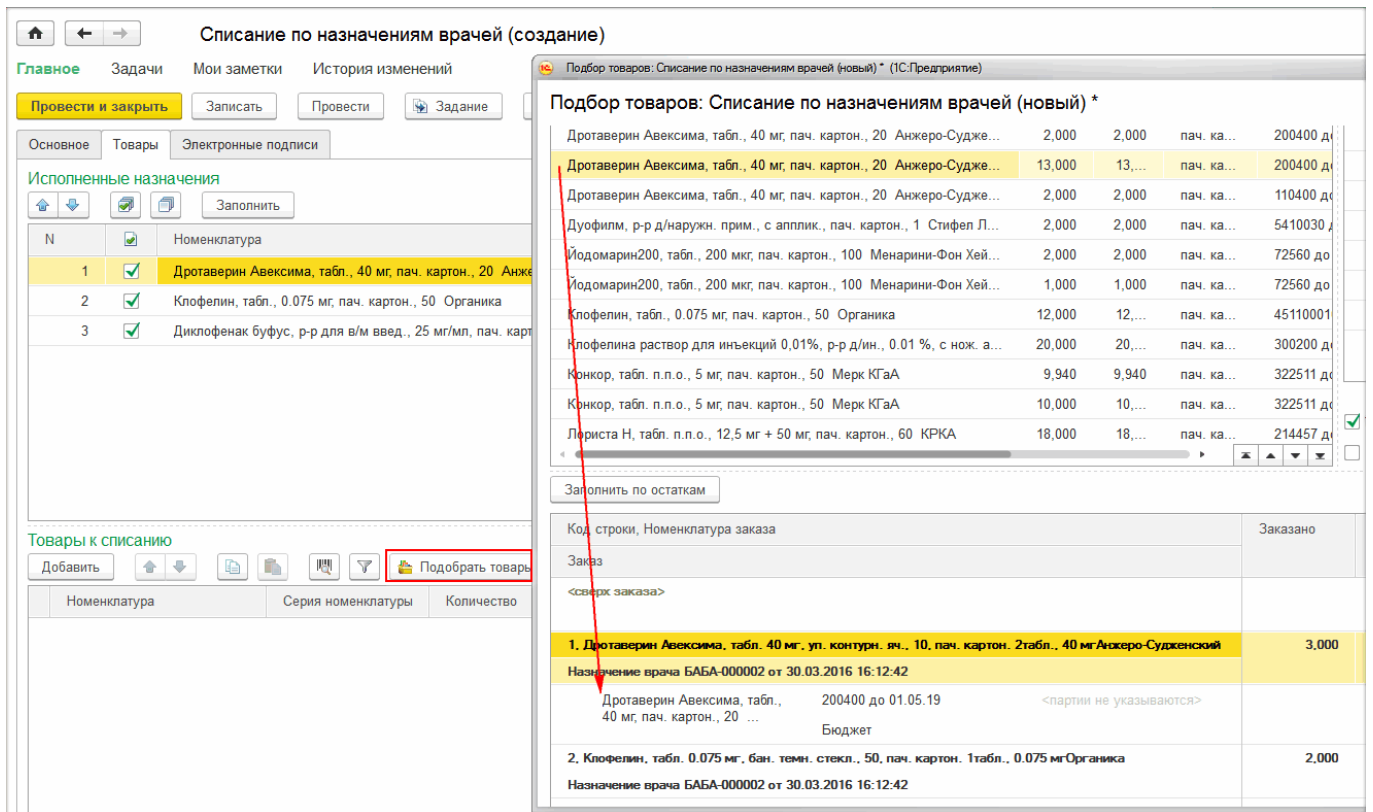 Списание по назначениям врачей (создание)
Главное Задачи Мои заметки История изменений
Провести и закрыть Записать Провести Задание
Основное Товары Электронные подписи
Исполненные назначения
Заполнить
N Номенклатура
1 Дротаверин Авексима, табл., 40 мг, пач. картон., 20 Анже
2 Клофелин, табл., 0.075 мг, пач. картон., 50 Органика
3 Диклофенак буфус, р-р для в/м введ., 25 мг/мл, пач. карт
Товары к списанию
Добавить Подобрать товары
Номенклатура Серия номенклатуры Количество
Подбор товаров: Списание по назначениям врачей (новый) * (1С:Предприятие)
Подбор товаров: Списание по назначениям врачей (новый) *
Дротаверин Авексима, табл., 40 мг, пач. картон., 20 Анжеро-Судже... 2,000 2,000 пач. ка... 200400 до
Дротаверин Авексима, табл., 40 мг, пач. картон., 20 Анжеро-Судже... 13,000 13,... пач. ка... 200400 до
Дротаверин Авексима, табл., 40 мг, пач. картон., 20 Анжеро-Судже... 2,000 2,000 пач. ка... 110400 до
Дуофилм, р-р д/наружн. прим., с апплик., пач. картон., 1 Стифел Л... 2,000 2,000 пач. ка... 5410030 д
Йодомарин200, табл., 200 мкг, пач. картон., 100 Менарини-Фон Хей... 2,000 2,000 пач. ка... 72560 до
Йодомарин200, табл., 200 мкг, пач. картон., 100 Менарини-Фон Хей... 1,000 1,000 пач. ка... 72560 до
Клофелин, табл., 0.075 мг, пач. картон., 50 Органика 12,000 12,... пач. ка... 45110001
Клофелина раствор для инъекций 0,01%, р-р д/ин., 0.01 %, с нож. а... 20,000 20,... пач. ка... 300200 до
Конкор, табл. п.п.о., 5 мг, пач. картон., 50 Мерк КГаА 9,940 9,940 пач. ка... 322511 до
Конкор, табл. п.п.о., 5 мг, пач. картон., 50 Мерк КГаА 10,000 10,... пач. ка... 322511 до
Лориста Н, табл. п.п.о., 12,5 мг + 50 мг, пач. картон., 60 КРКА 18,000 18,... пач. ка... 214457 до
Заполнить по остаткам
Код строки, Номенклатура заказа Заказано
Заказ
<сверх заказа>
1, Дротаверин Авексима, табл. 40 мг, уп. контурн. яч., 10, пач. картон. 2табл., 40 мгАнжеро-Судженский 3,000
Назначение врача БАБА-000002 от 30.03.2016 16:12:42
Дротаверин Авексима, табл., 200400 до 01.05.19 <партии не указываются>
40 мг, пач. картон., 20 ...
Бюджет
2, Клофелин, табл. 0.075 мг, бан. темн. стекл., 50, пач. картон. 1табл., 0.075 мгОрганика 2,000
Назначение врача БАБА-000002 от 30.03.2016 16:12:42